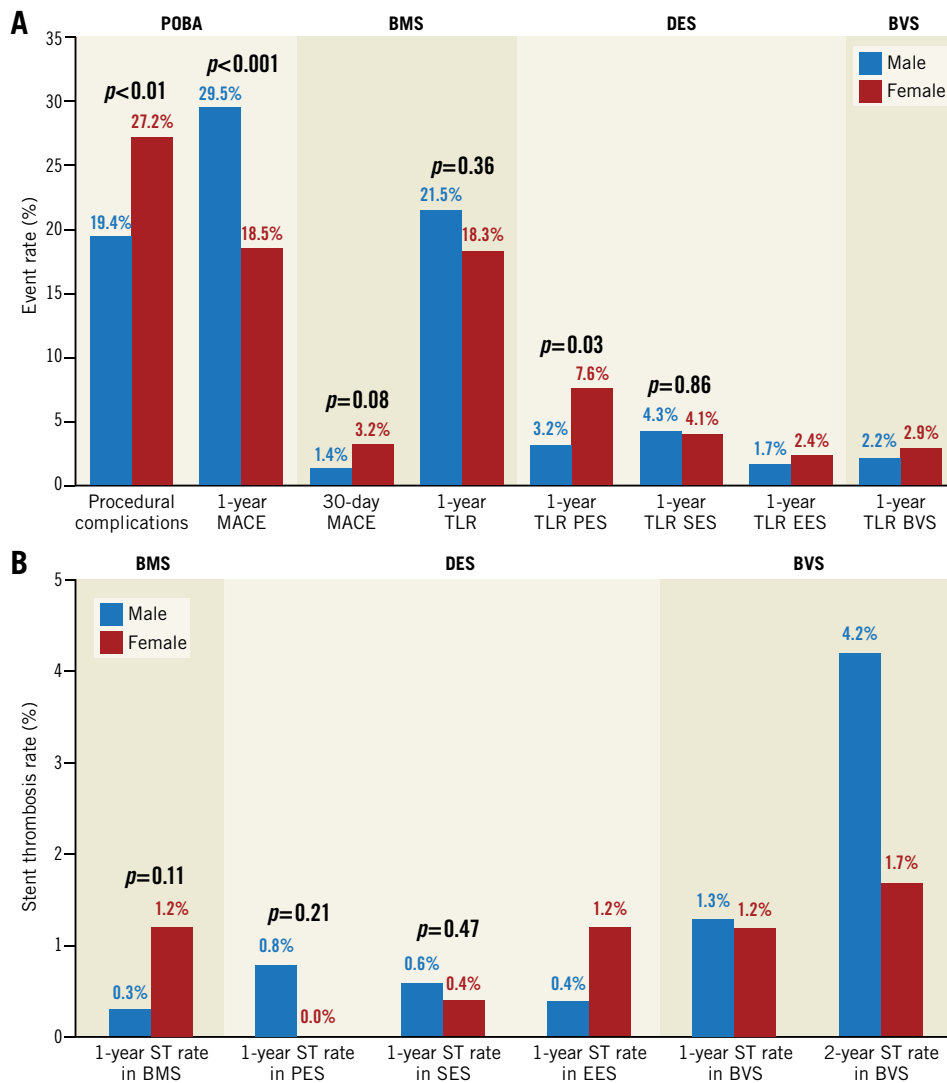 A
POBA
BMS
DES
BVS
Event rate (%)
35
30
25
20
15
10
5
0
Male
Female
p<0.01
19.4%
27.2%
p<0.001
29.5%
18.5%
p=0.08
1.4%
3.2%
p=0.36
21.5%
18.3%
p=0.03
3.2%
7.6%
p=0.86
4.3%
4.1%
1.7%
2.4%
2.2%
2.9%
Procedural
complications
1-year
MACE
30-day
MACE
1-year
TLR
1-year
TLR PES
1-year
TLR SES
1-year
TLR EES
1-year
TLR BVS
B
BMS
DES
BVS
Stent thrombosis rate (%)
5
4
3
2
1
0
Male
Female
p=0.11
0.3%
1.2%
p=0.21
0.8%
0.0%
p=0.47
0.6%
0.4%
0.4%
1.2%
1.3%
1.2%
4.2%
1.7%
1-year ST rate
in BMS
1-year ST rate
in PES
1-year ST rate
in SES
1-year ST rate
in EES
1-year ST rate
in BVS
2-year ST rate
in BVS